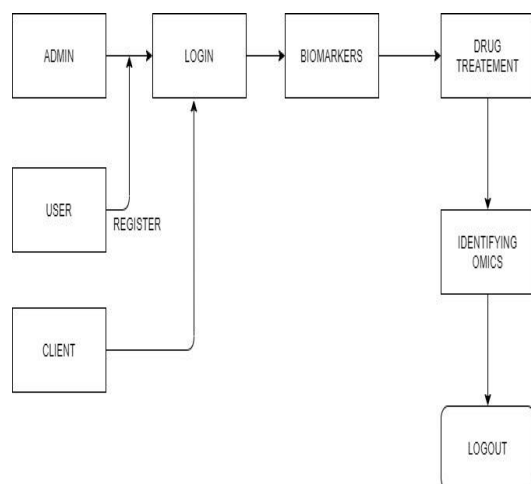 ADMIN
LOGIN
BIOMARKERS
DRUG
TREATEMENT
USER
REGISTER
IDENTIFYING
OMICS
CLIENT
LOGOUT